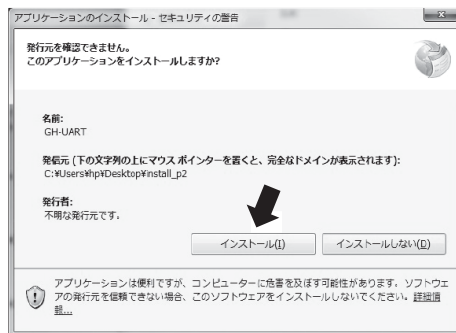 アプリケーションのインストール - セキュリティの警告
発行元を確認できません。
このアプリケーションをインストールしますか?
名前:
GH-UART
発信元 (下の文字列の上にマウス ポインターを置くと、完全なドメインが表示されます):
C:¥Users¥hp¥Desktop¥install_p2
発行者:
不明な発行元です。
インストール(I)
インストールしない(D)
アプリケーションは便利ですが、コンピューターに危害を及ぼす可能性があります。ソフトウェ
アの発行元を信頼できない場合、このソフトウェアをインストールしないでください。詳細情
報...